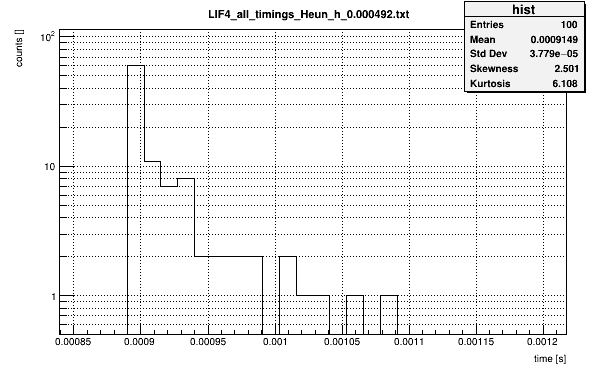 LIF4_all_timings_Heun_h_0.000492.txt
hist
Entries 100
Mean 0.0009149
Std Dev 3.779e−05
Skewness 2.501
Kurtosis 6.108
counts []
10²
10
1
0.00085 0.0009 0.00095 0.001 0.00105 0.0011 0.00115 0.0012
time [s]